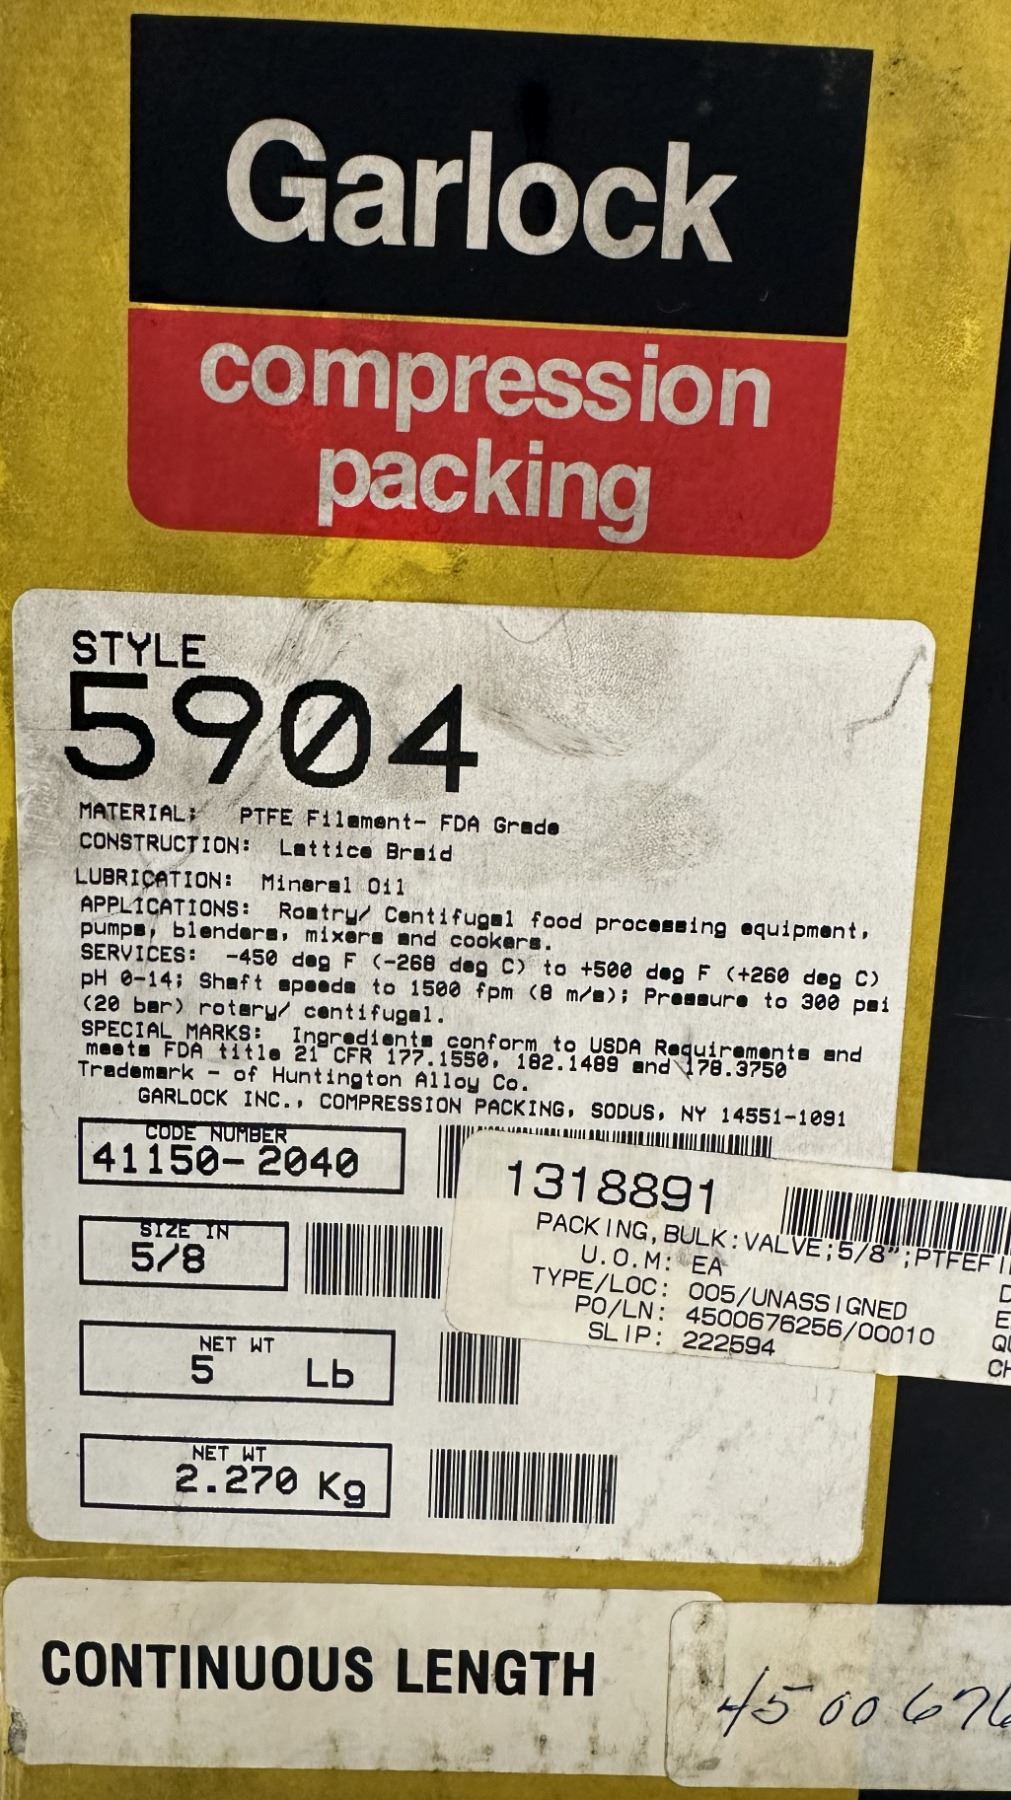 Garlock
compression
packing
STYLE
5904
MATERIAL: PTFE Filament- FDA Grade
CONSTRUCTION: Lattice Braid
LUBRICATION: Mineral Oil
APPLICATIONS: Roatry/ Centifugal food processing equipment,
pumps, blenders, mixers and cookers.
SERVICES: -450 deg F (-268 deg C) to +500 deg F (+260 deg C)
pH 0-14; Shaft speeds to 1500 fpm (8 m/s); Pressure to 300 psi
(20 bar) rotary/ centifugal.
SPECIAL MARKS: Ingredients conform to USDA Requirements and
meets FDA title 21 CFR 177.1550, 182.1489 and 178.3750
Trademark - of Huntington Alloy Co.
GARLOCK INC., COMPRESSION PACKING, SODUS, NY 14551-1091
CODE NUMBER
41150-2040
SIZE IN
5/8
NET WT
5 Lb
NET WT
2.270 Kg
1318891
PACKING,BULK:VALVE;5/8";PTFEFI
U.O.M: EA
TYPE/LOC: 005/UNASSIGNED
PO/LN: 4500676256/00010
SLIP: 222594
CONTINUOUS LENGTH
4500676